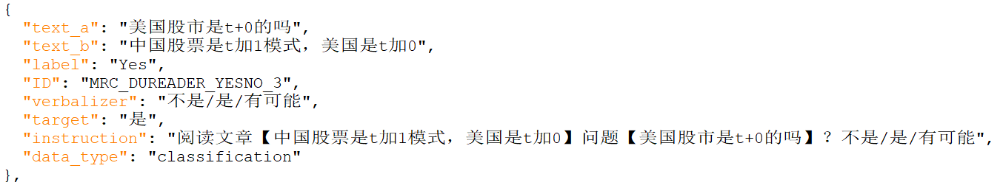 {
"text_a": "美国股市是t+0的吗",
"text_b": "中国股票是t加1模式，美国是t加0",
"label": "Yes",
"ID": "MRC_DUREADER_YESNO_3",
"verbalizer": "不是/是/有可能",
"target": "是",
"instruction": "阅读文章【中国股票是t加1模式，美国是t加0】问题【美国股市是t+0的吗】？不是/是/有可能",
"data_type": "classification"
},